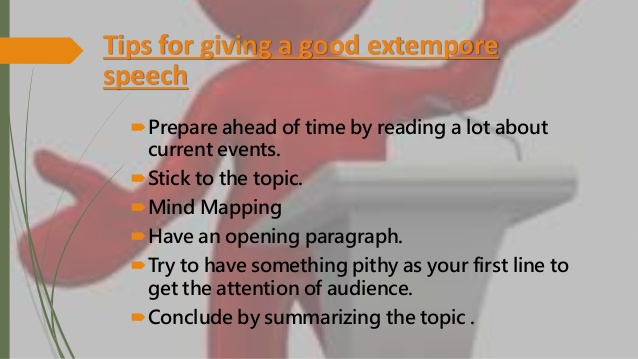 Tips for giving a good extempore
speech
Prepare ahead of time by reading a lot about
current events.
Stick to the topic.
Mind Mapping
Have an opening paragraph.
Try to have something pithy as your first line to
get the attention of audience.
Conclude by summarizing the topic .